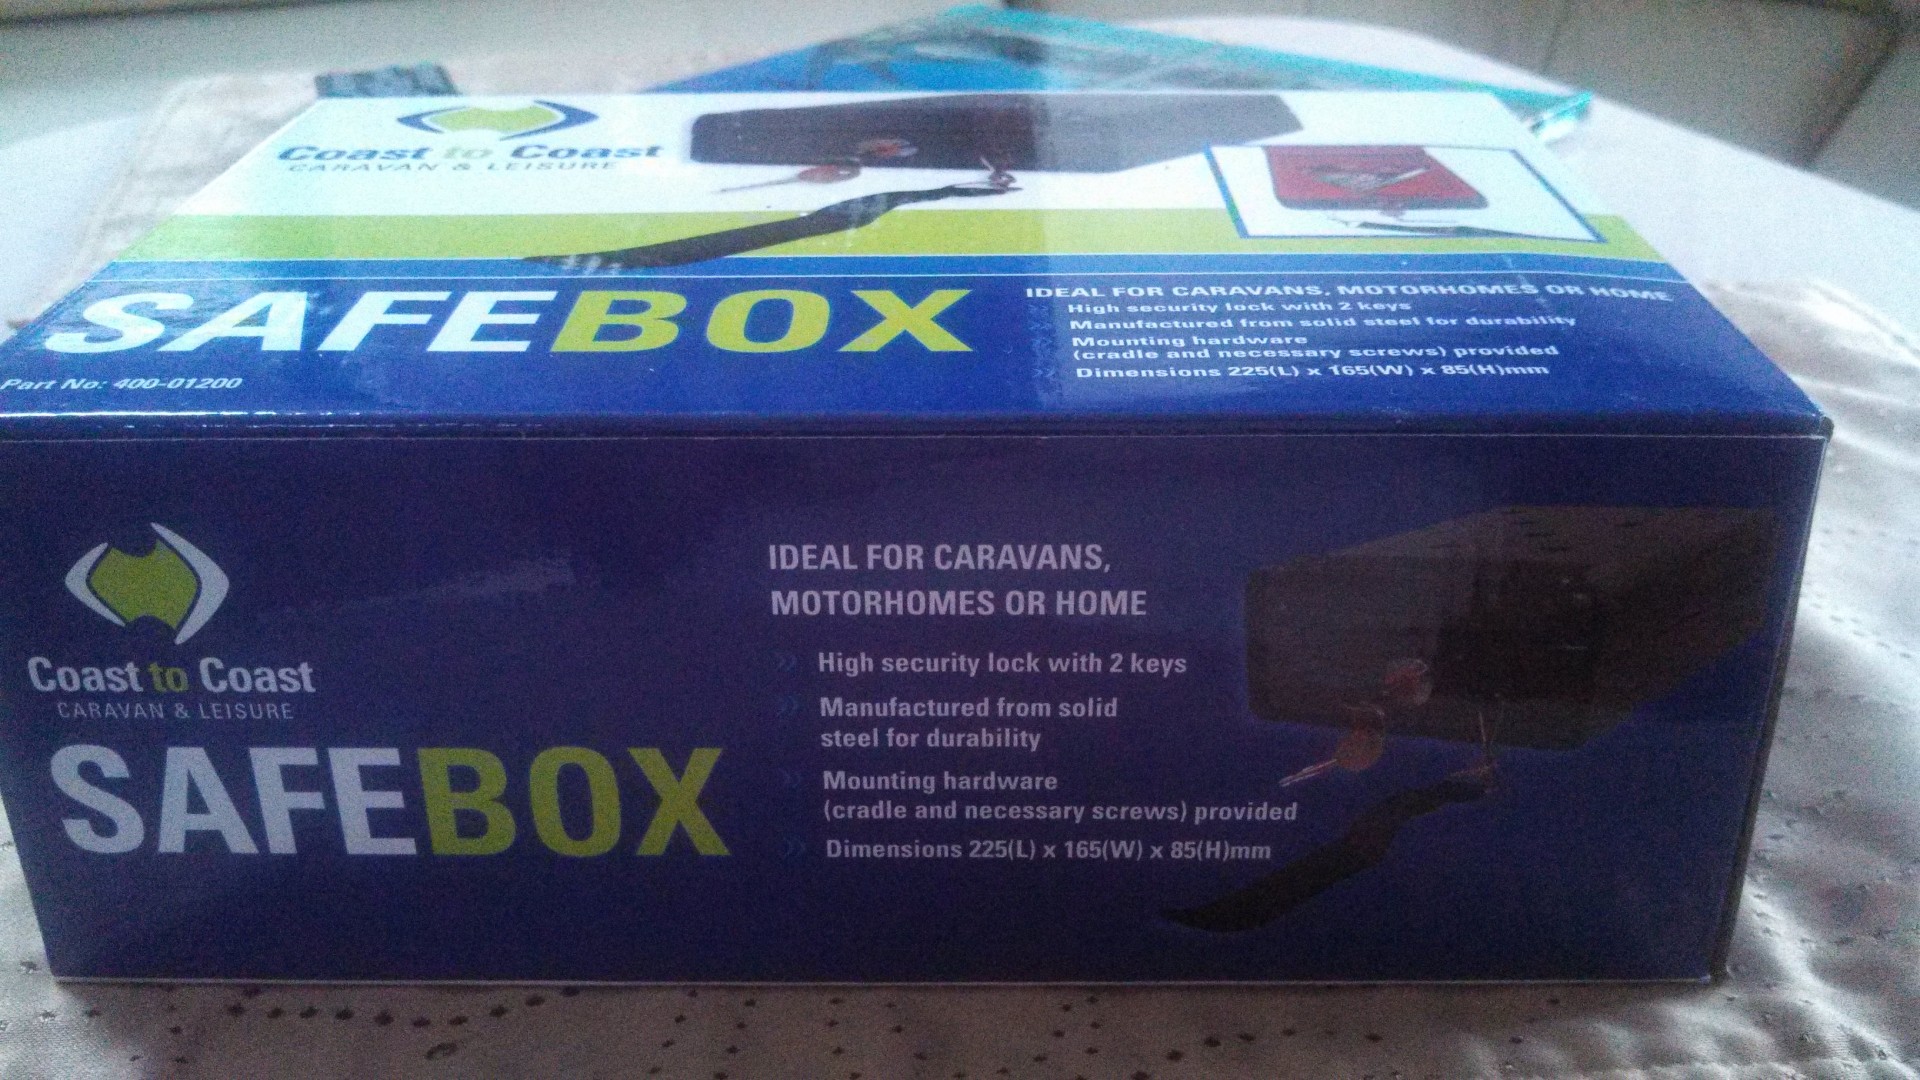 Coast to Coast
CARAVAN & LEISURE
SAFEBOX
Part No: 400-01200
IDEAL FOR CARAVANS, MOTORHOMES OR HOME
High security lock with 2 keys
Manufactured from solid steel for durability
Mounting hardware
(cradle and necessary screws) provided
Dimensions 225(L) x 165(W) x 85(H)mm
Coast to Coast
CARAVAN & LEISURE
SAFEBOX
IDEAL FOR CARAVANS,
MOTORHOMES OR HOME
High security lock with 2 keys
Manufactured from solid
steel for durability
Mounting hardware
(cradle and necessary screws) provided
Dimensions 225(L) x 165(W) x 85(H)mm